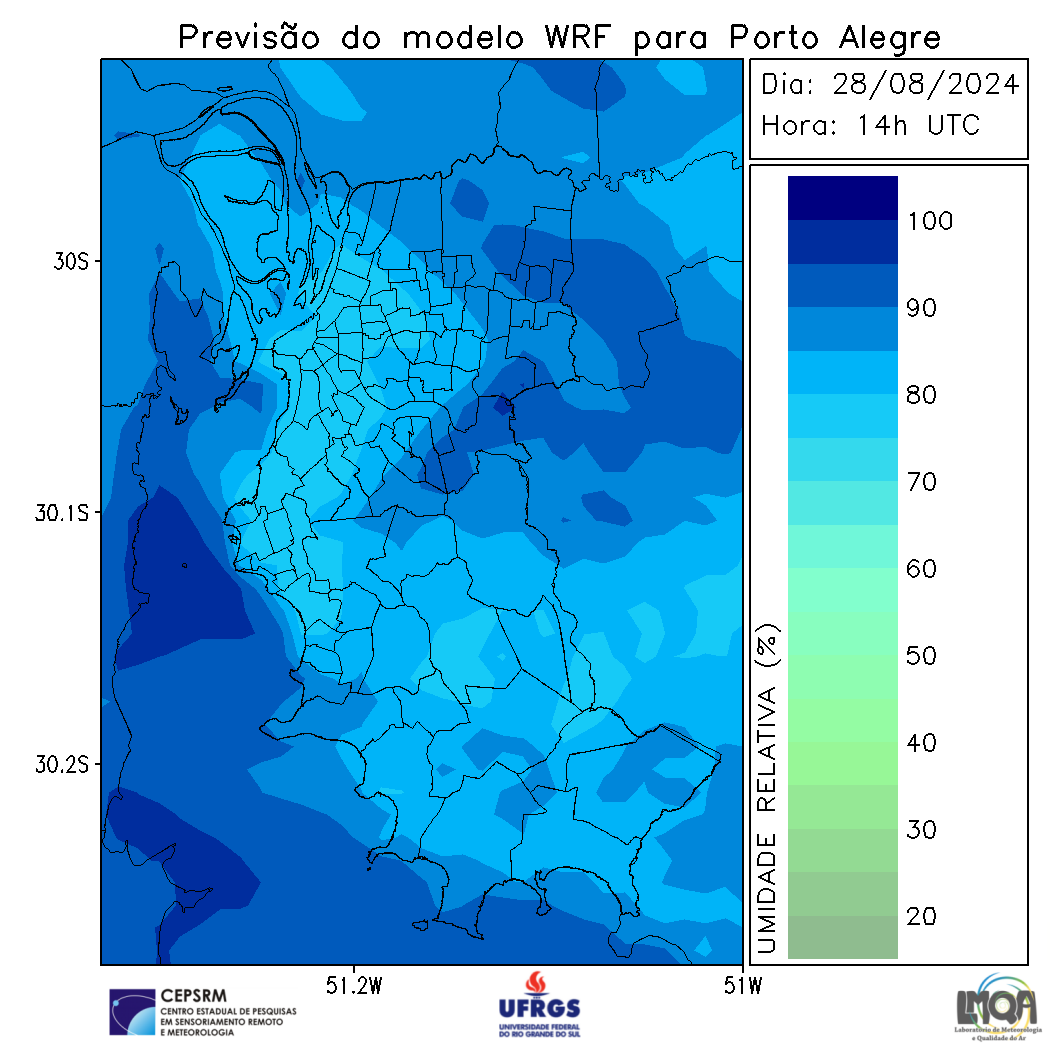 Previsão do modelo WRF para Porto Alegre
Dia: 28/08/2024
Hora: 14h UTC
30S
30.1S
30.2S
51.2W
51W
100
90
80
70
60
50
40
30
20
UMIDADE RELATIVA (%)
CEPSRM
CENTRO ESTADUAL DE PESQUISAS
EM SENSORIAMENTO REMOTO
E METEOROLOGIA
UFRGS
UNIVERSIDADE FEDERAL
DO RIO GRANDE DO SUL
LMQA
Laboratório de Meteorologia
e Qualidade do Ar